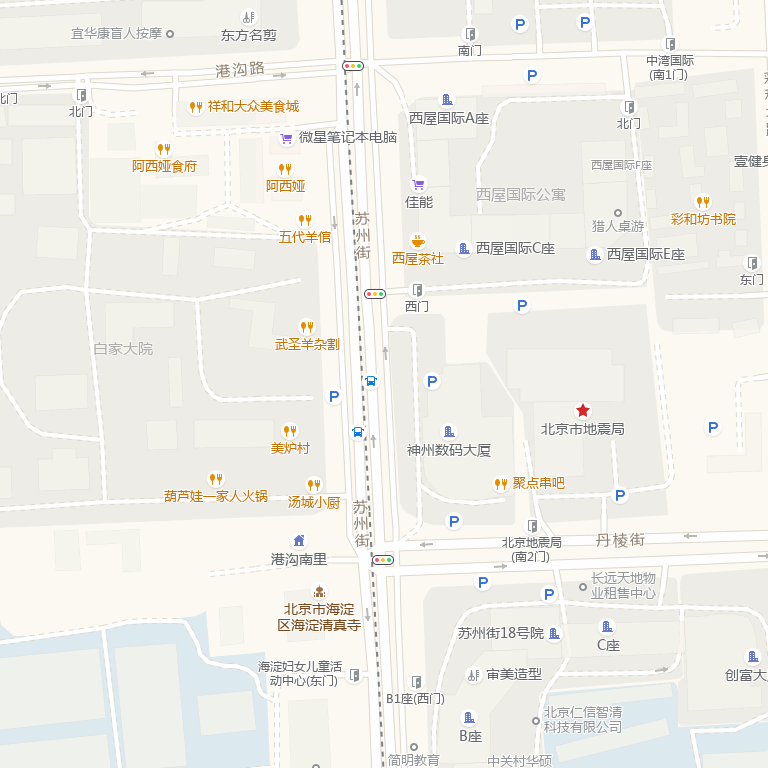 宜华康盲人按摩
东方名剪
P
P
南门
中湾国际
(南1门)
港沟路
P
北门
北门
祥和大众美食城
西屋国际A座
北门
微星笔记本电脑
阿西娅食府
阿西娅
西屋国际F座
壹健身
佳能
西屋国际公寓
彩和坊书院
五代羊倌
苏州街
猎人桌游
西屋茶社
西屋国际C座
西屋国际E座
东门
西门
P
武圣羊杂割
白家大院
P
P
北京市地震局
P
美炉村
神州数码大厦
葫芦娃一家人火锅
汤城小厨
聚点串吧
P
P
苏州街
北京地震局
(南2门)
丹棱街
港沟南里
P
P
长远天地物
业租售中心
北京市海淀
区海淀清真寺
苏州街18号院
C座
海淀妇女儿童活
动中心(东门)
审美造型
创富大
B1座(西门)
北京仁信智清
科技有限公司
B座
简明教育
中关村华硕